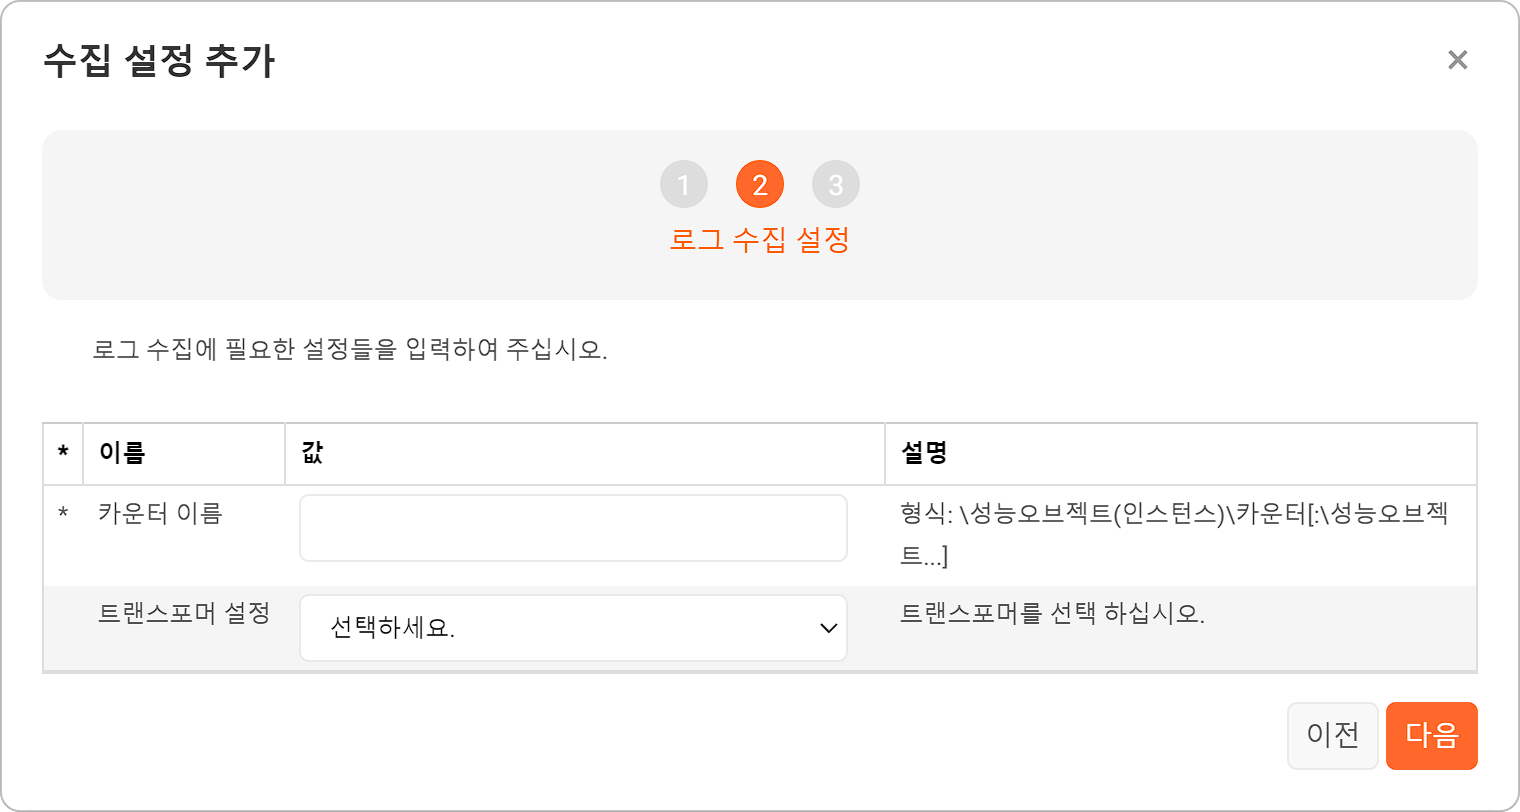 수집 설정 추가
×
1 2 3
로그 수집 설정
로그 수집에 필요한 설정들을 입력하여 주십시오.
* 이름 값 설명
* 카운터 이름 형식: \성능오브젝트(인스턴스)\카운터[:\성능오브젝
트...]
트랜스포머 설정 선택하세요. 트랜스포머를 선택 하십시오.
이전 다음